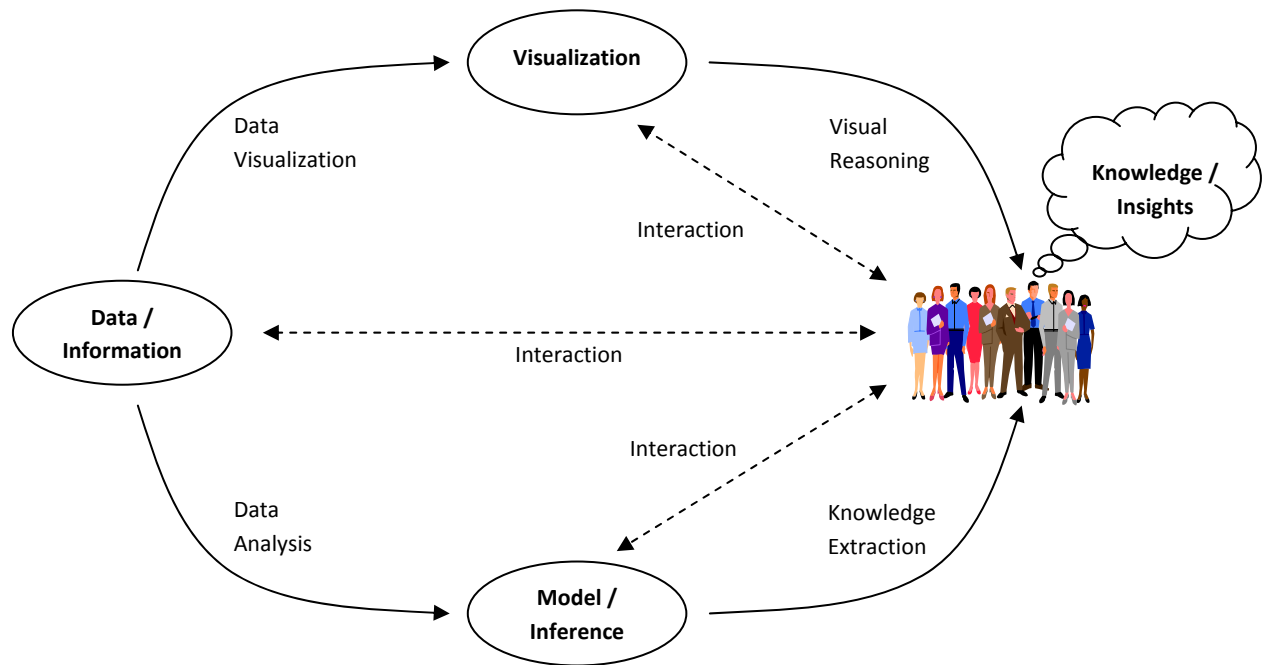 Visualization
Data
Visualization
Visual
Reasoning
Knowledge /
Insights
Interaction
Data /
Information
Interaction
Interaction
Data
Analysis
Knowledge
Extraction
Model /
Inference